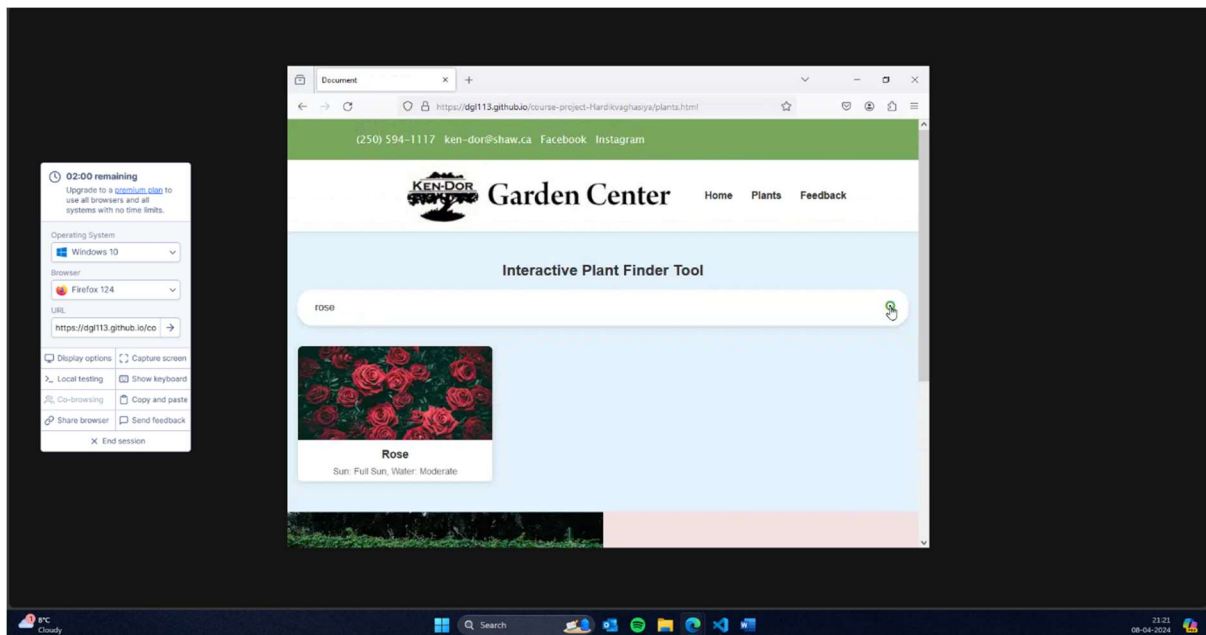 Document
https://dgl113.github.io/course-project-Hardikvaghasiya/plants.html
(250) 594-1117 ken-dor@shaw.ca Facebook Instagram
KEN-DOR Garden Center Home Plants Feedback
Interactive Plant Finder Tool
rose
Rose
Sun: Full Sun, Water: Moderate
02:00 remaining
Upgrade to a premium plan to
use all browsers and all
systems with no time limits.
Operating System
Windows 10
Browser
Firefox 124
URL
https://dgl113.github.io/co
Display options Capture screen
Local testing Show keyboard
Co-browsing Copy and paste
Share browser Send feedback
End session
1
8°C
Cloudy
Search
21:21
08-04-2024